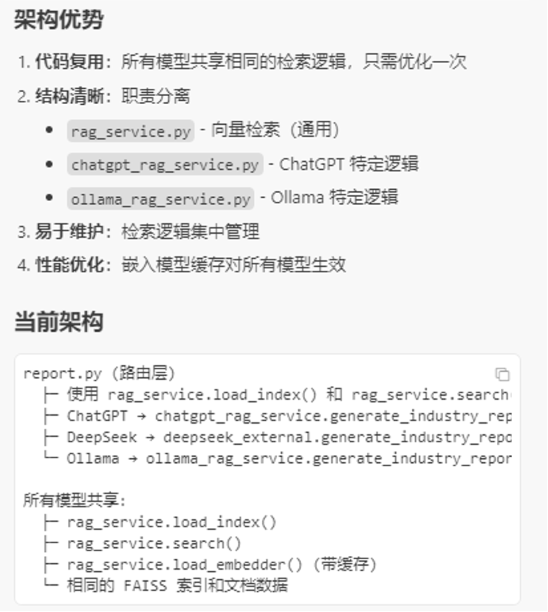 架构优势
1. 代码复用：所有模型共享相同的检索逻辑，只需优化一次
2. 结构清晰：职责分离
• rag_service.py - 向量检索（通用）
• chatgpt_rag_service.py - ChatGPT 特定逻辑
• ollama_rag_service.py - Ollama 特定逻辑
3. 易于维护：检索逻辑集中管理
4. 性能优化：嵌入模型缓存对所有模型生效
当前架构
report.py (路由层)
├─ 使用 rag_service.load_index() 和 rag_service.search(
├─ ChatGPT → chatgpt_rag_service.generate_industry_rep
├─ DeepSeek → deepseek_external.generate_industry_repo
└─ Ollama → ollama_rag_service.generate_industry_report
所有模型共享:
├─ rag_service.load_index()
├─ rag_service.search()
├─ rag_service.load_embedder() (带缓存)
└─ 相同的 FAISS 索引和文档数据